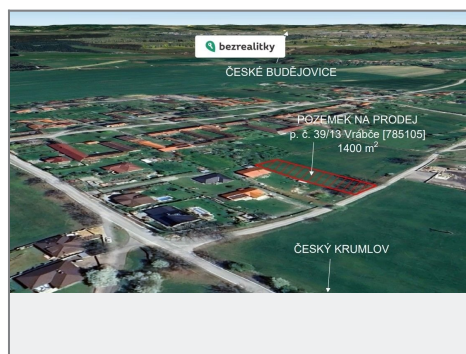 bezrealitky
ČESKÉ BUDĚJOVICE
POZEMEK NA PRODEJ
p. č. 39/13 Vrábče [785105]
1400 m²
ČESKÝ KRUMLOV